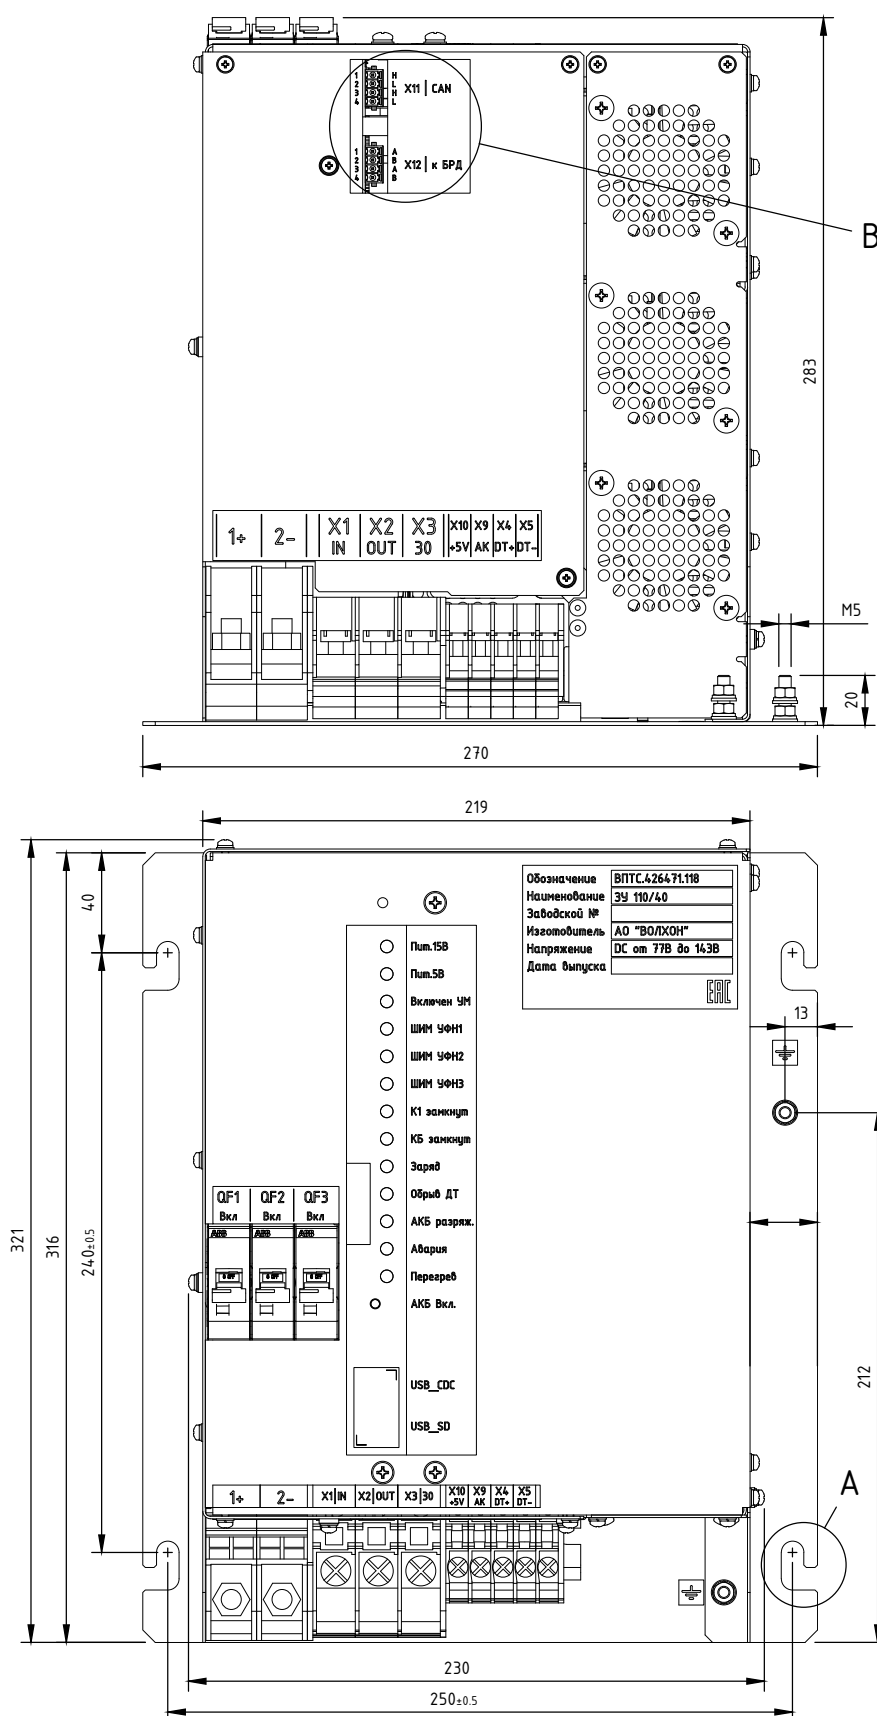 1 H
2 L
3 H
4 L
X11 | CAN
1 A
2 B
3 A
4 B
X12 | к БРД
B
283
1+ 2- X1 IN X2 OUT X3 30 X10 +5V X9 АК X4 DT+ X5 DT-
M5
20
270
219
Обозначение ВПТС.426471.118
Наименование ЗУ 110/40
Заводской №
Изготовитель АО "ВОЛХОН"
Напряжение DC от 77В до 143В
Дата выпуска
EAC
40
13
Пит.15В
Пит.5В
Включен УМ
ШИМ УФН1
ШИМ УФН2
ШИМ УФН3
К1 замкнут
КБ замкнут
Заряд
Обрыв ДТ
АКБ разряж.
Авария
Перегрев
АКБ Вкл.
USB_CDC
USB_SD
QF1 QF2 QF3
Вкл Вкл Вкл
ABB ABB ABB
321
316
240±0.5
212
A
1+ 2- X1|IN X2|OUT X3|30 X10 +5V X9 АК X4 DT+ X5 DT-
230
250±0.5